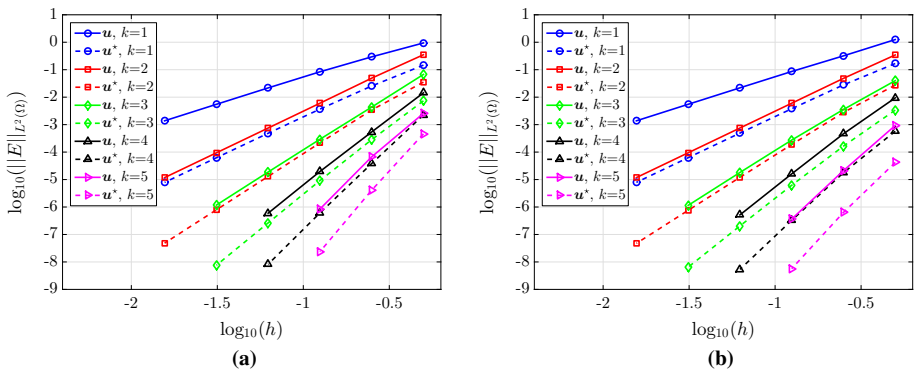 1
0
-1
-2
-3
-4
-5
-6
-7
-8
-9
log₁₀(||E||_{L²(Ω)})
u, k=1
u⋆, k=1
u, k=2
u⋆, k=2
u, k=3
u⋆, k=3
u, k=4
u⋆, k=4
u, k=5
u⋆, k=5
-2 -1.5 -1 -0.5
log₁₀(h)
(a)
1
0
-1
-2
-3
-4
-5
-6
-7
-8
-9
log₁₀(||E||_{L²(Ω)})
u, k=1
u⋆, k=1
u, k=2
u⋆, k=2
u, k=3
u⋆, k=3
u, k=4
u⋆, k=4
u, k=5
u⋆, k=5
-2 -1.5 -1 -0.5
log₁₀(h)
(b)